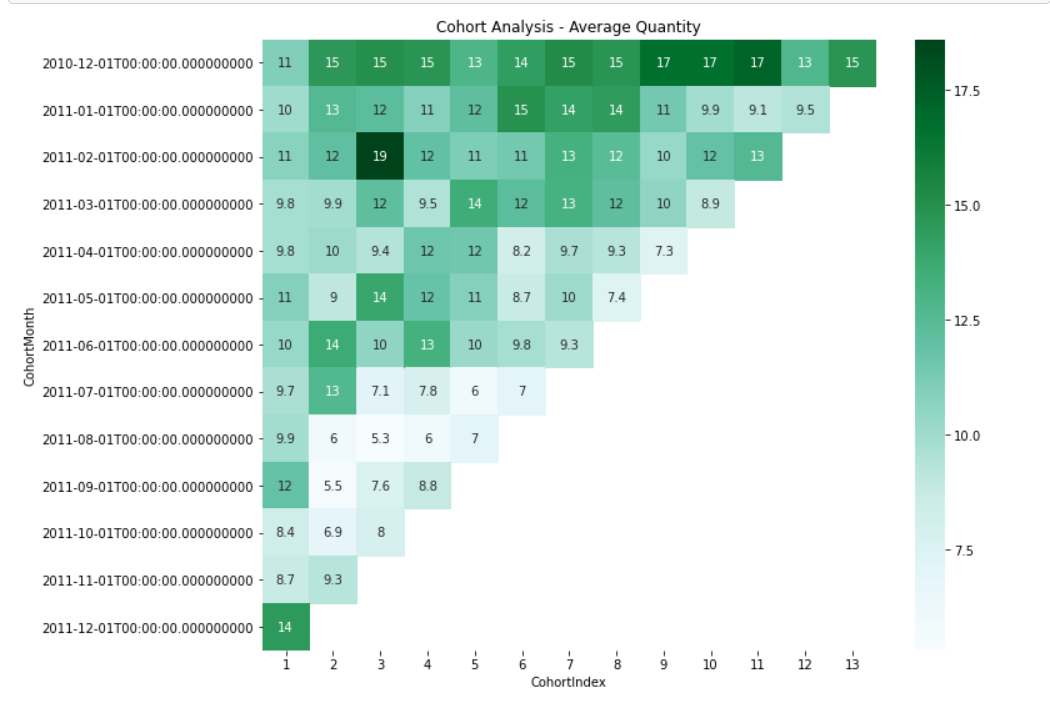 Cohort Analysis - Average Quantity
2010-12-01T00:00:00.000000000 11 15 15 15 13 14 15 15 17 17 17 13 15
2011-01-01T00:00:00.000000000 10 13 12 11 12 15 14 14 11 9.9 9.1 9.5
2011-02-01T00:00:00.000000000 11 12 19 12 11 11 13 12 10 12 13
2011-03-01T00:00:00.000000000 9.8 9.9 12 9.5 14 12 13 12 10 8.9
2011-04-01T00:00:00.000000000 9.8 10 9.4 12 12 8.2 9.7 9.3 7.3
2011-05-01T00:00:00.000000000 11 9 14 12 11 8.7 10 7.4
2011-06-01T00:00:00.000000000 10 14 10 13 10 9.8 9.3
2011-07-01T00:00:00.000000000 9.7 13 7.1 7.8 6 7
2011-08-01T00:00:00.000000000 9.9 6 5.3 6 7
2011-09-01T00:00:00.000000000 12 5.5 7.6 8.8
2011-10-01T00:00:00.000000000 8.4 6.9 8
2011-11-01T00:00:00.000000000 8.7 9.3
2011-12-01T00:00:00.000000000 14
1 2 3 4 5 6 7 8 9 10 11 12 13
CohortIndex
CohortMonth
17.5
15.0
12.5
10.0
7.5